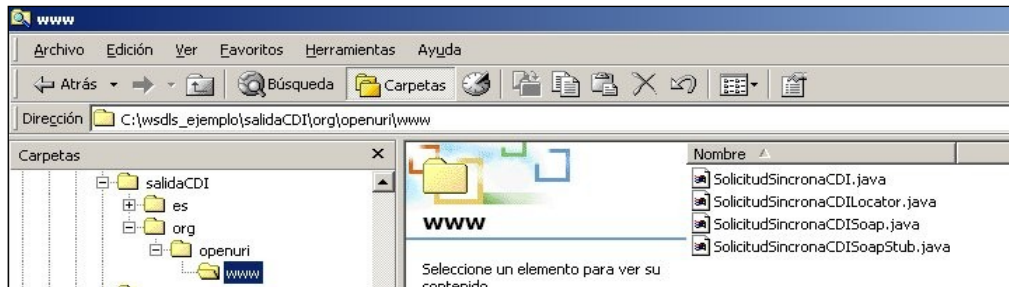 www
Archivo Edición Ver Favoritos Herramientas Ayuda
Atrás Búsqueda Carpetas
Dirección C:\wsdls_ejemplo\salidaCDI\org\openuri\www
Carpetas
salidaCDI
es
org
openuri
www
www
Seleccione un elemento para ver su
contenido
Nombre
SolicitudSincronaCDI.java
SolicitudSincronaCDILocator.java
SolicitudSincronaCDISoap.java
SolicitudSincronaCDISoapStub.java